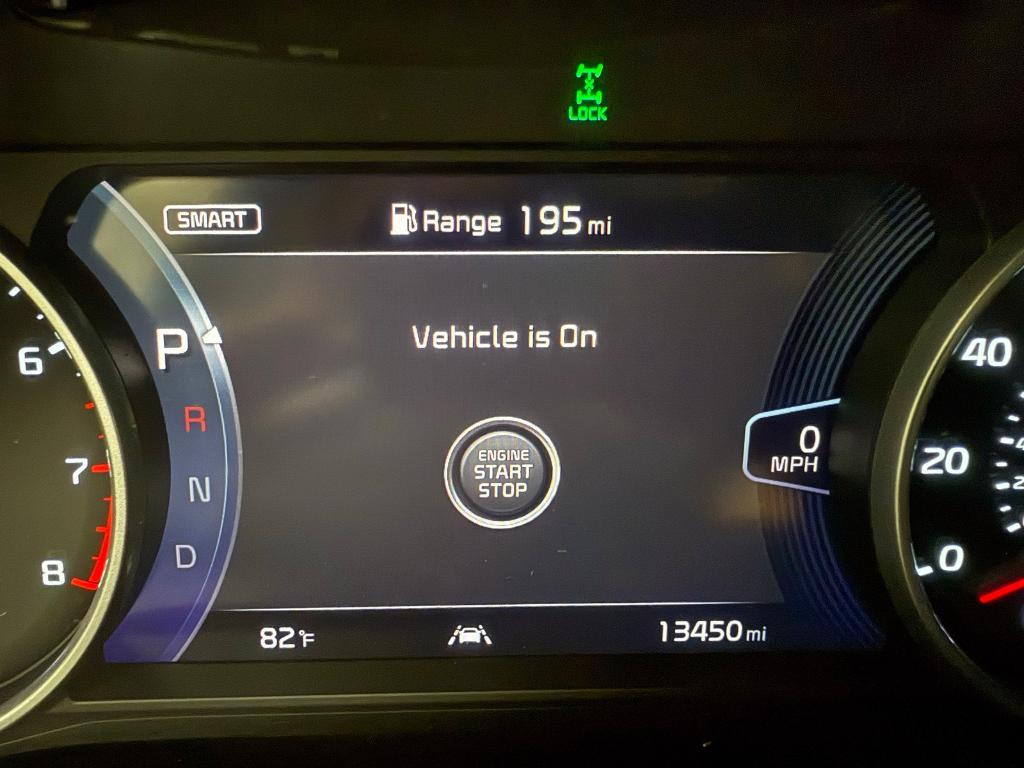 LOCK
SMART
Range 195 mi
Vehicle is On
P
R
N
D
ENGINE
START
STOP
0
MPH
6
7
8
40
20
0
82°F
13450 mi